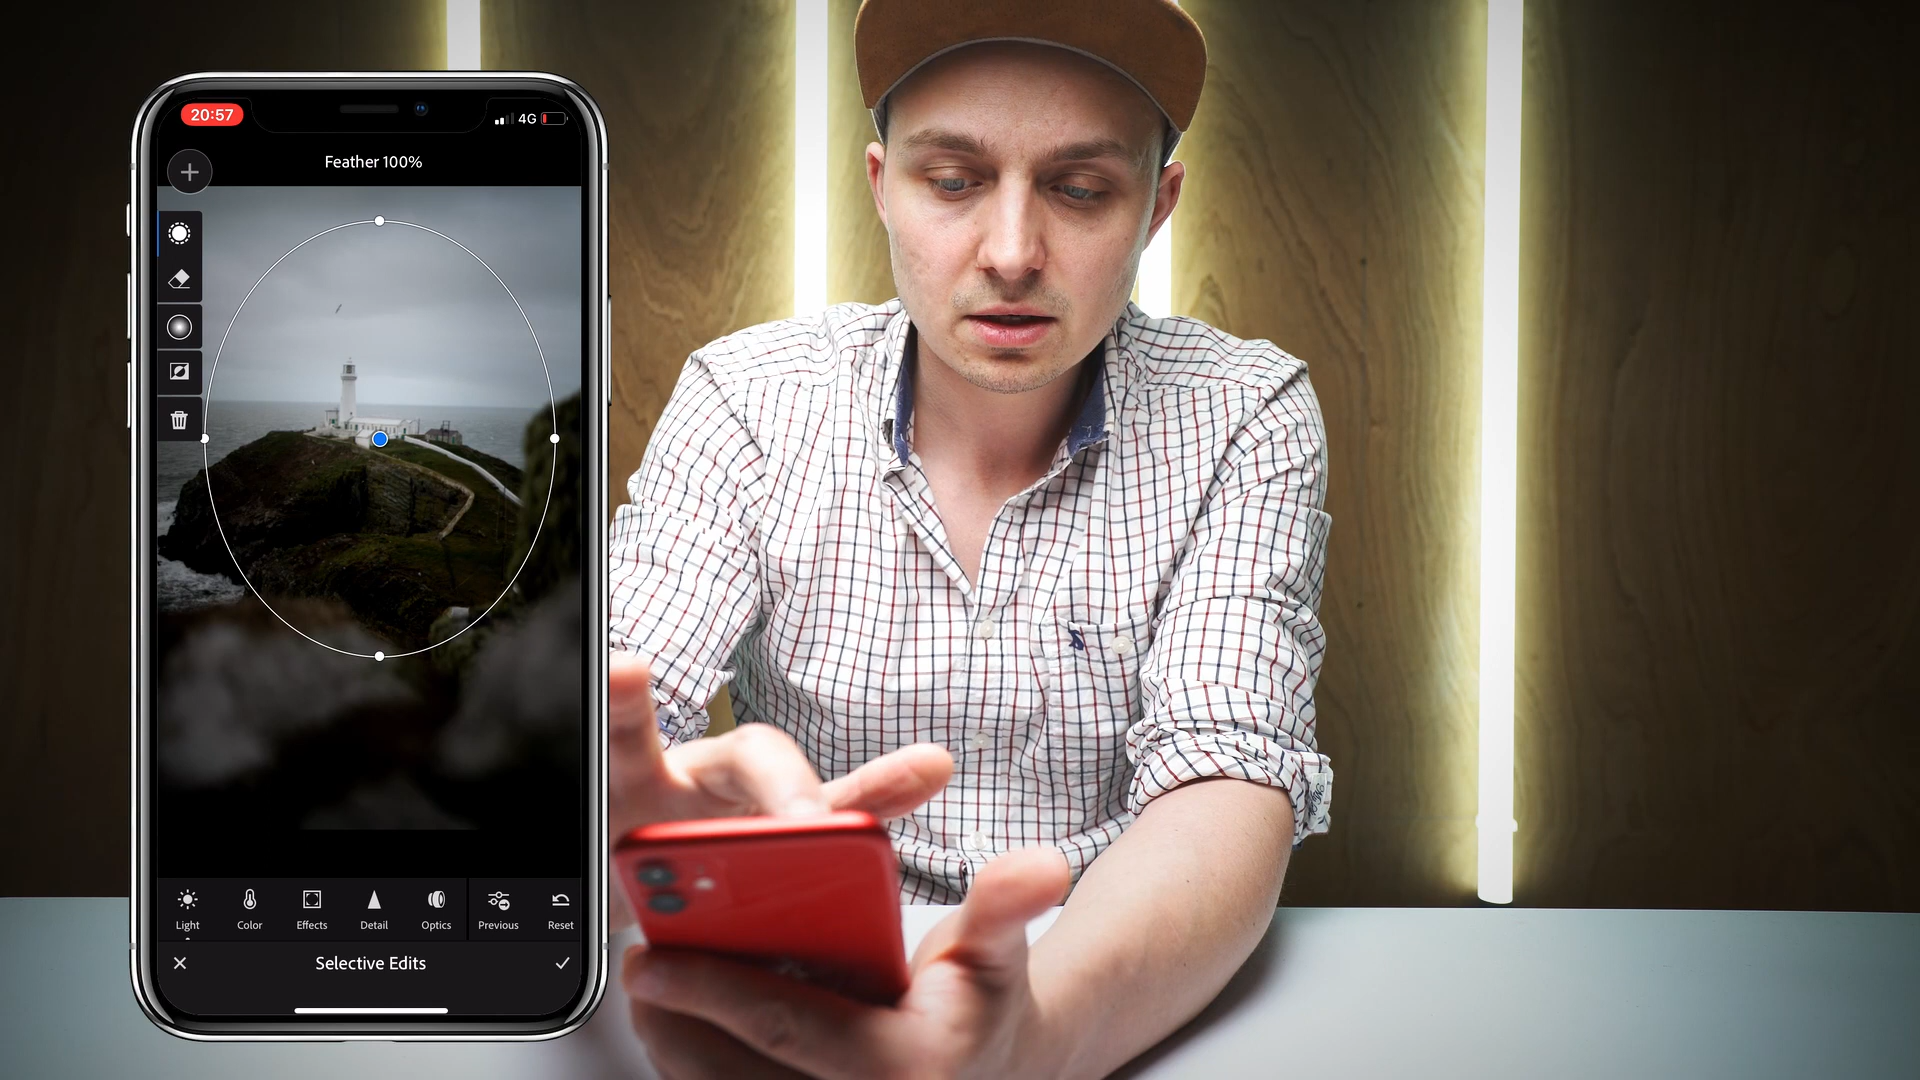 20:57
4G
Feather 100%
Light Color Effects Detail Optics Previous Reset
Selective Edits